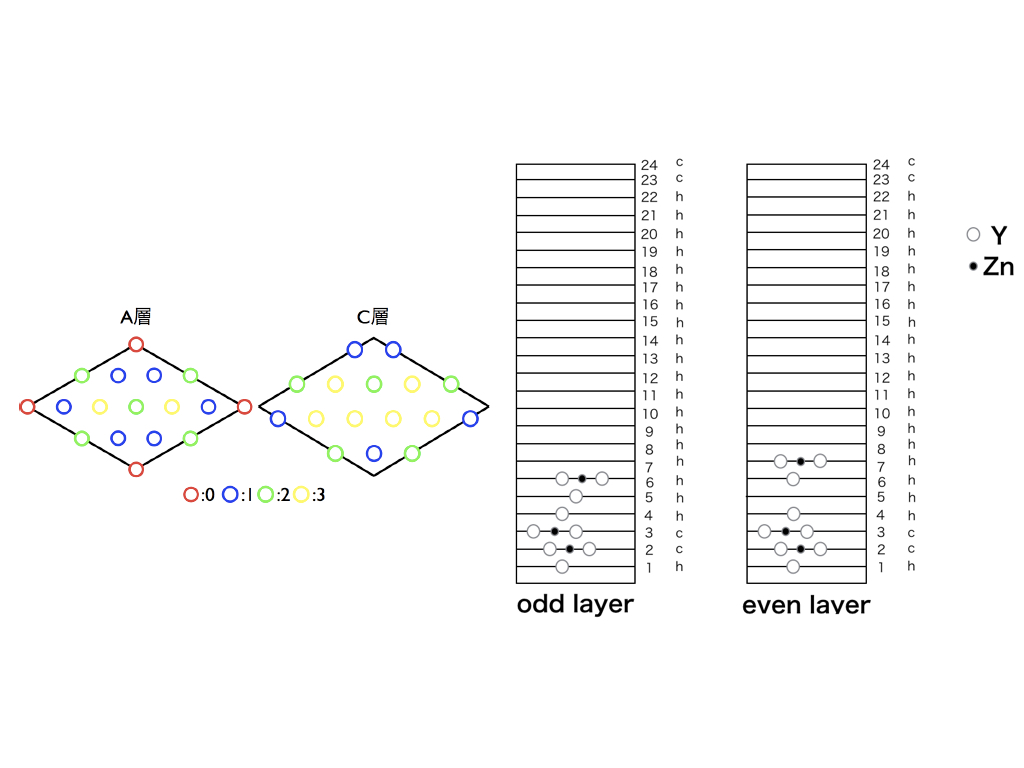 A層
C層
:0 :1 :2 :3
24 c
23 c
22 h
21 h
20 h
19 h
18 h
17 h
16 h
15 h
14 h
13 h
12 h
11 h
10 h
9 h
8 h
7 h
6 h
5 h
4 h
3 c
2 c
1 h
odd layer
24 c
23 c
22 h
21 h
20 h
19 h
18 h
17 h
16 h
15 h
14 h
13 h
12 h
11 h
10 h
9 h
8 h
7 h
6 h
5 h
4 h
3 c
2 c
1 h
even layer
Y
Zn